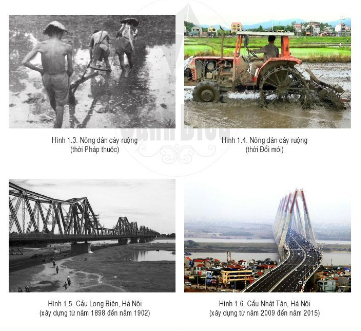 Hình 1.3. Nông dân cày ruộng
(thời Pháp thuộc)
Hình 1.4. Nông dân cày ruộng
(thời Đổi mới)
Hình 1.5. Cầu Long Biên, Hà Nội
(xây dựng từ năm 1898 đến năm 1902)
Hình 1.6. Cầu Nhật Tân, Hà Nội
(xây dựng từ năm 2009 đến năm 2015)